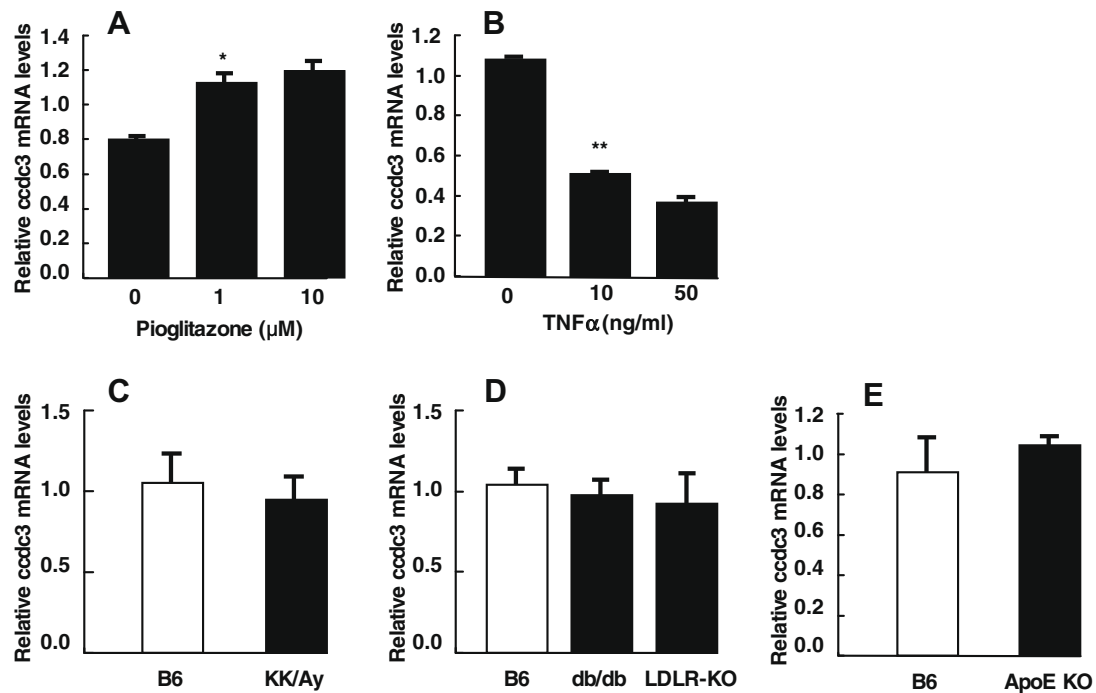 A
Relative ccdc3 mRNA levels
1.4
1.2
1.0
0.8
0.6
0.4
0.2
0.0
*
0 1 10
Pioglitazone (µM)
B
Relative ccdc3 mRNA levels
1.2
1.0
0.8
0.6
0.4
0.2
0.0
**
0 10 50
TNFα(ng/ml)
C
Relative ccdc3 mRNA levels
1.5
1.0
0.5
0.0
B6 KK/Ay
D
Relative ccdc3 mRNA levels
1.5
1.0
0.5
0.0
B6 db/db LDLR-KO
E
Relative ccdc3 mRNA levels
1.2
1.0
0.8
0.6
0.4
0.2
0.0
B6 ApoE KO